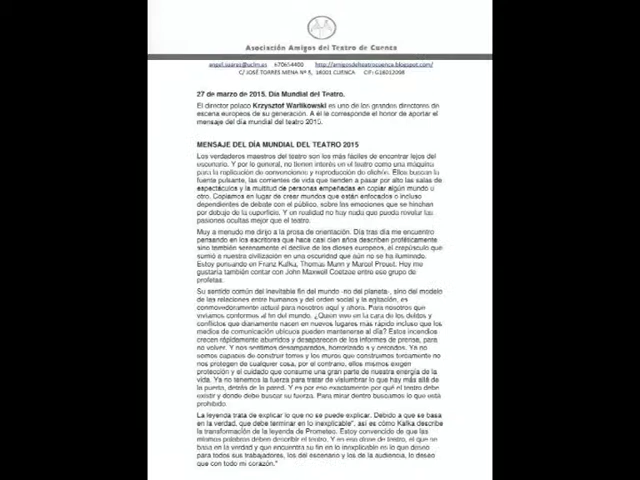 Asociación Amigos del Teatro de Cuenca
angel.suarez@uclm.es 670654400 http://amigosdelteatrocuenca.blogspot.com/
C/ JOSÉ TORRES MENA Nº 5, 16001 CUENCA CIF: G16012098
27 de marzo de 2015. Día Mundial del Teatro.
El director polaco Krzysztof Warlikowski es uno de los grandes directores de
escena europeos de su generación. A él le corresponde el honor de aportar el
mensaje del día mundial del teatro 2015.
MENSAJE DEL DÍA MUNDIAL DEL TEATRO 2015
Los verdaderos maestros del teatro son los más fáciles de encontrar lejos del
escenario. Y por lo general, no tienen interés en el teatro como una máquina
para la replicación de convenciones y reproducción de clichés. Ellos buscan la
fuente pulsante, las corrientes de vida que tienden a pasar por alto las salas de
espectáculos y la multitud de personas empeñadas en copiar algún mundo u
otro. Copiamos en lugar de crear mundos que están enfocados o incluso
dependientes de debate con el público, sobre las emociones que se hinchan
por debajo de la superficie. Y en realidad no hay nada que pueda revelar las
pasiones ocultas mejor que el teatro.
Muy a menudo me dirijo a la prosa de orientación. Día tras día me encuentro
pensando en los escritores que hace casi cien años describen proféticamente
sino también serenamente el declive de los dioses europeos, el crepúsculo que
sumió a nuestra civilización en una oscuridad que aún no se ha iluminado.
Estoy pensando en Franz Kafka, Thomas Mann y Marcel Proust. Hoy me
gustaría también contar con John Maxwell Coetzee entre ese grupo de
profetas.
Su sentido común del inevitable fin del mundo -no del planeta-, sino del modelo
de las relaciones entre humanos y del orden social y la agitación, es
conmovedoramente actual para nosotros aquí y ahora. Para nosotros que
vivimos conformes al fin del mundo. ¿Quien vive en la cara de los delitos y
conflictos que diariamente nacen en nuevos lugares más rápido incluso que los
medios de comunicación ubicuos pueden mantenerse al día? Estos incendios
crecen rápidamente aburridos y desaparecen de los informes de prensa, para
no volver. Y nos sentimos desamparados, horrorizados y cercados. Ya no
somos capaces de construir torres y los muros que construimos tercamente no
nos protegen de cualquier cosa, por el contrario, ellos mismos exigen
protección y el cuidado que consume una gran parte de nuestra energía de la
vida. Ya no tenemos la fuerza para tratar de vislumbrar lo que hay más allá de
la puerta, detrás de la pared. Y es por eso exactamente por qué el teatro debe
existir y donde debe buscar su fuerza. Para mirar dentro buscamos lo que está
prohibido.
La leyenda trata de explicar lo que no se puede explicar. Debido a que se basa
en la verdad, que debe terminar en lo inexplicable", así es cómo Kafka describe
la transformación de la leyenda de Prometeo. Estoy convencido de que las
mismas palabras deben describir el teatro. Y es ese clase de teatro, el que se
basa en la verdad y que encuentra su fin en lo inexplicable es lo que deseo
para todos sus trabajadores, los del escenario y los de la audiencia, lo deseo
que con todo mi corazón."